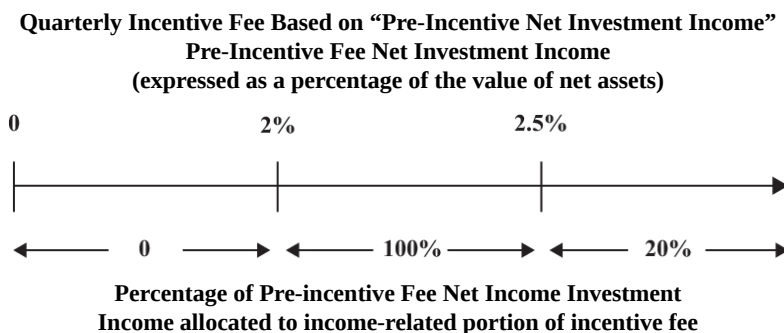 Quarterly Incentive Fee Based on “Pre-Incentive Net Investment Income”
Pre-Incentive Fee Net Investment Income
(expressed as a percentage of the value of net assets)
0 2% 2.5%
0 100% 20%
Percentage of Pre-incentive Fee Net Income Investment
Income allocated to income-related portion of incentive fee